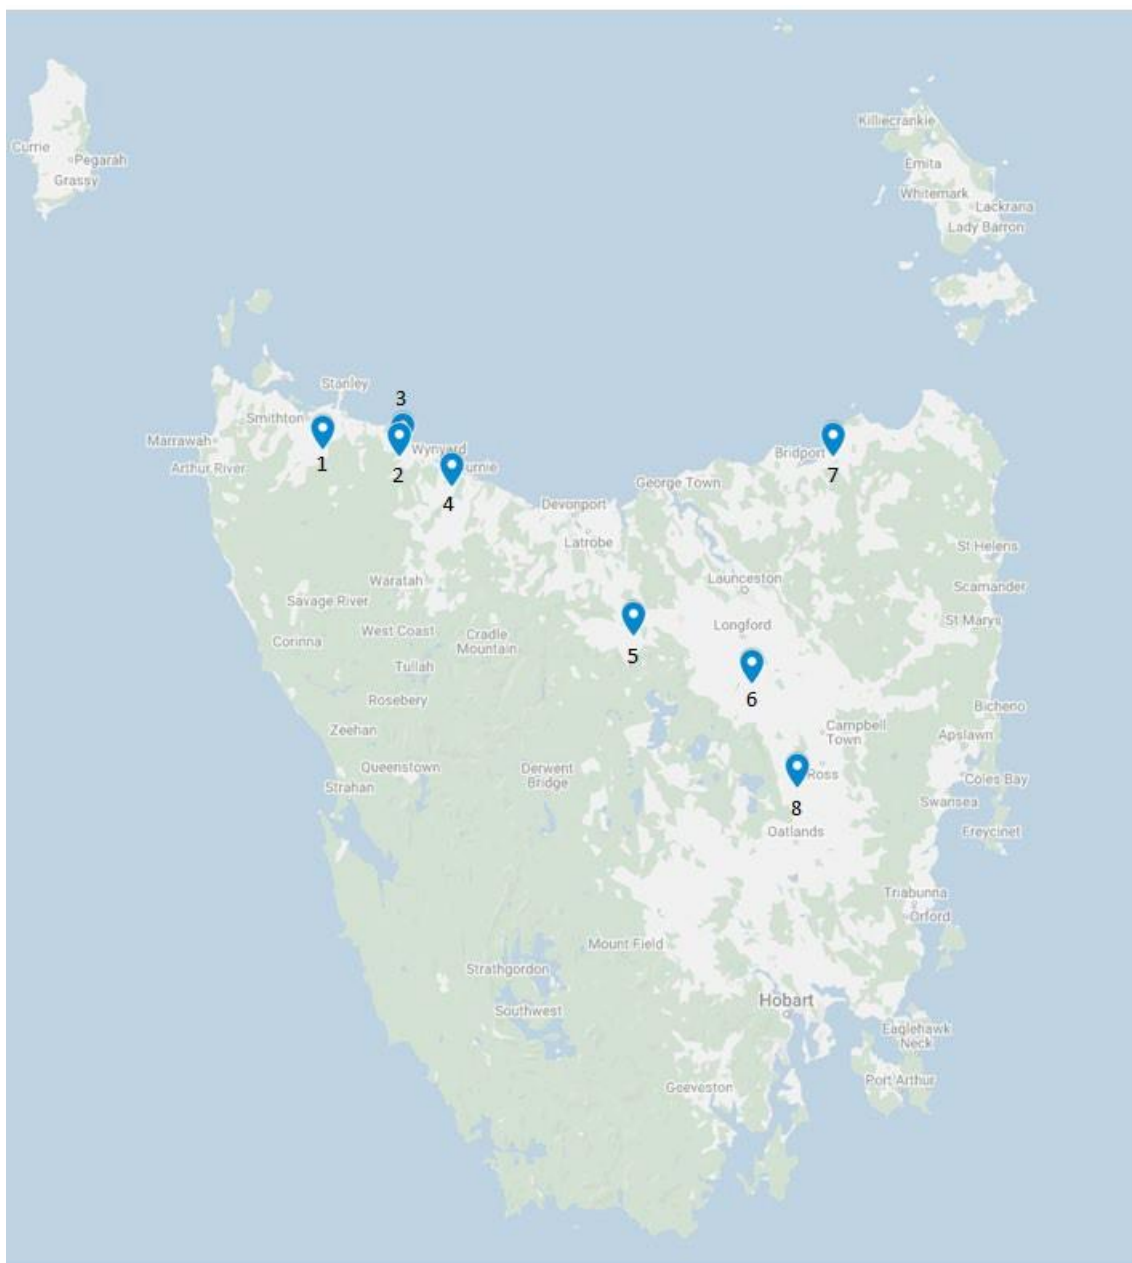 Killiecrankie
Currie
Pegarah
Grassy
Emita
Whitemark
Lackrana
Lady Barron
Stanley
3
Smithton
Marrawah
Wynyard
Bridport
1
2
7
Arthur River
urnie
4
George Town
Devonport
Latrobe
St Helens
Waratah
Launceston
Scamander
Savage River
Longford
St Marys
West Coast
Cradle
Mountain
Corinna
5
Tullah
6
Rosebery
Bicheno
Zeehan
Campbell
Town
Apslawn
Queenstown
Derwent
Bridge
Ross
Coles Bay
Strahan
8
Swansea
Oatlands
Freycinet
Triabunna
Orford
Mount Field
Strathgordon
Hobart
Southwest
Eaglehawk
Neck
Port Arthur
Geeveston